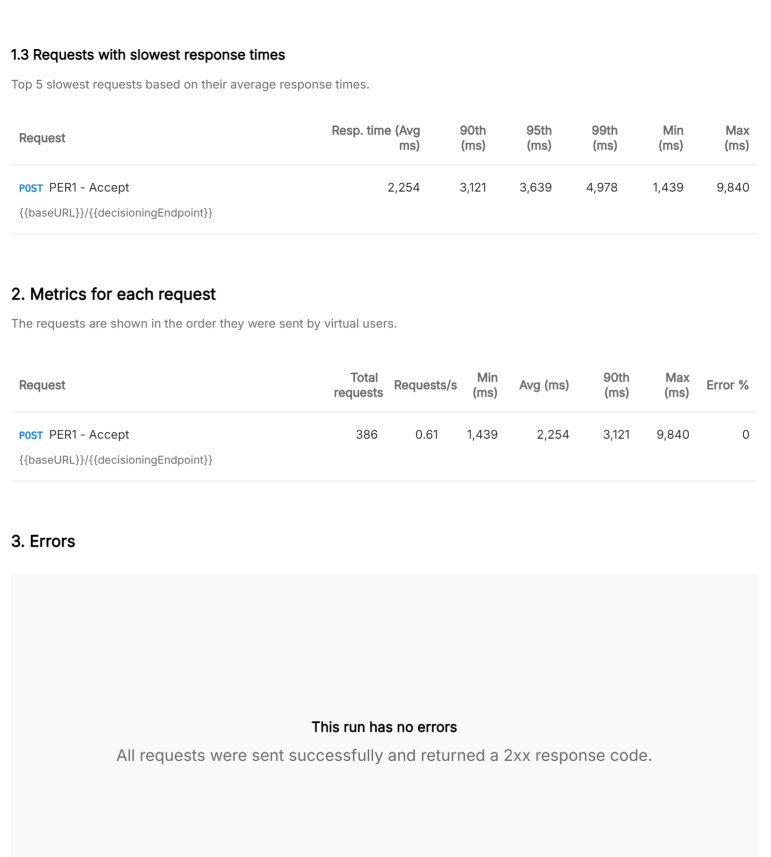 1.3 Requests with slowest response times
Top 5 slowest requests based on their average response times.
Request Resp. time (Avg ms) 90th (ms) 95th (ms) 99th (ms) Min (ms) Max (ms)
POST PER1 - Accept 2,254 3,121 3,639 4,978 1,439 9,840
{{baseURL}}/{{decisioningEndpoint}}
2. Metrics for each request
The requests are shown in the order they were sent by virtual users.
Request Total requests Requests/s Min (ms) Avg (ms) 90th (ms) Max (ms) Error %
POST PER1 - Accept 386 0.61 1,439 2,254 3,121 9,840 0
{{baseURL}}/{{decisioningEndpoint}}
3. Errors
This run has no errors
All requests were sent successfully and returned a 2xx response code.